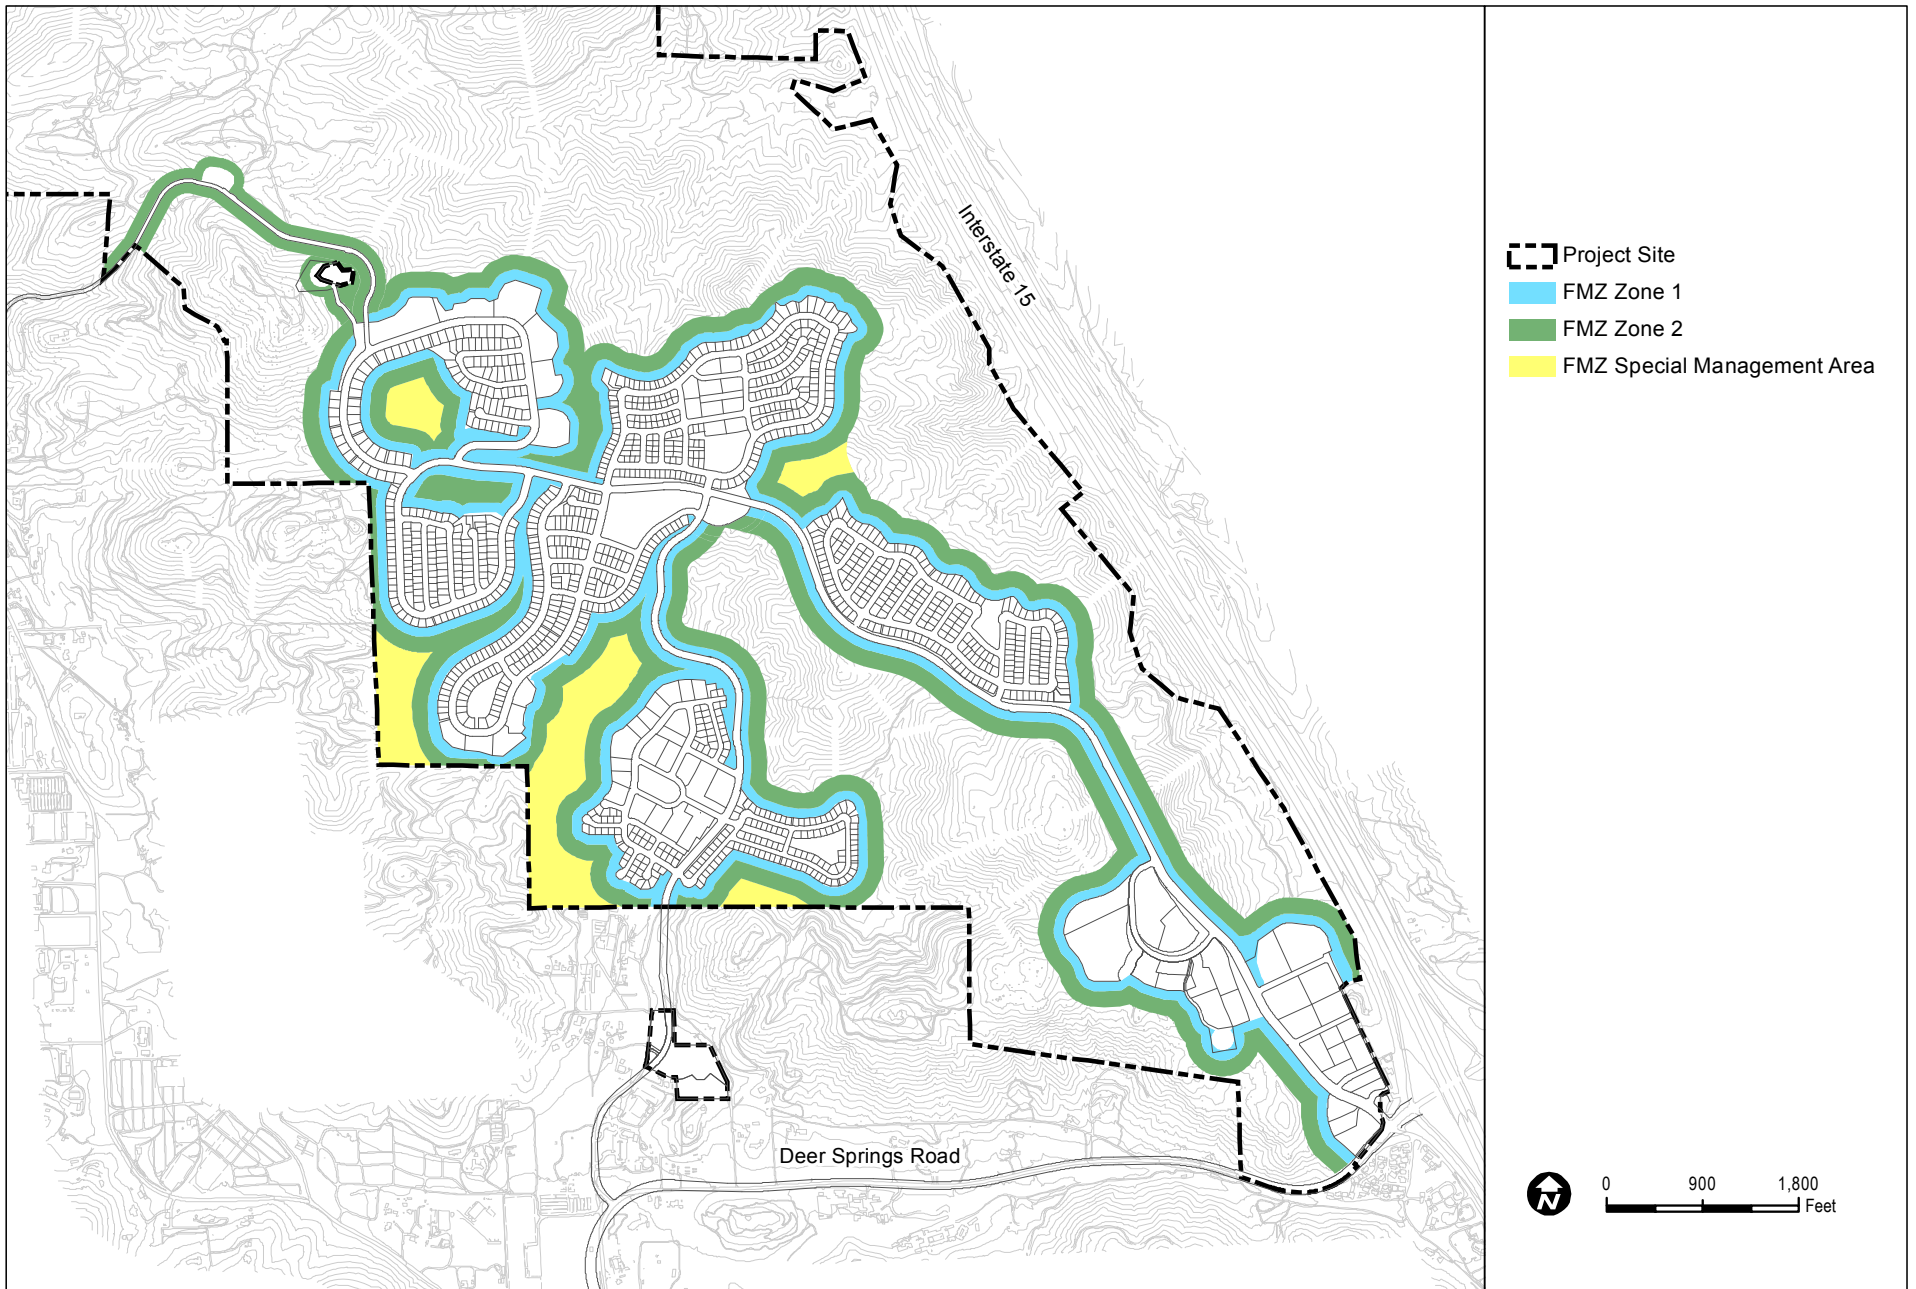 Interstate 15
Deer Springs Road
Project Site
FMZ Zone 1
FMZ Zone 2
FMZ Special Management Area
N
0 900 1,800
Feet